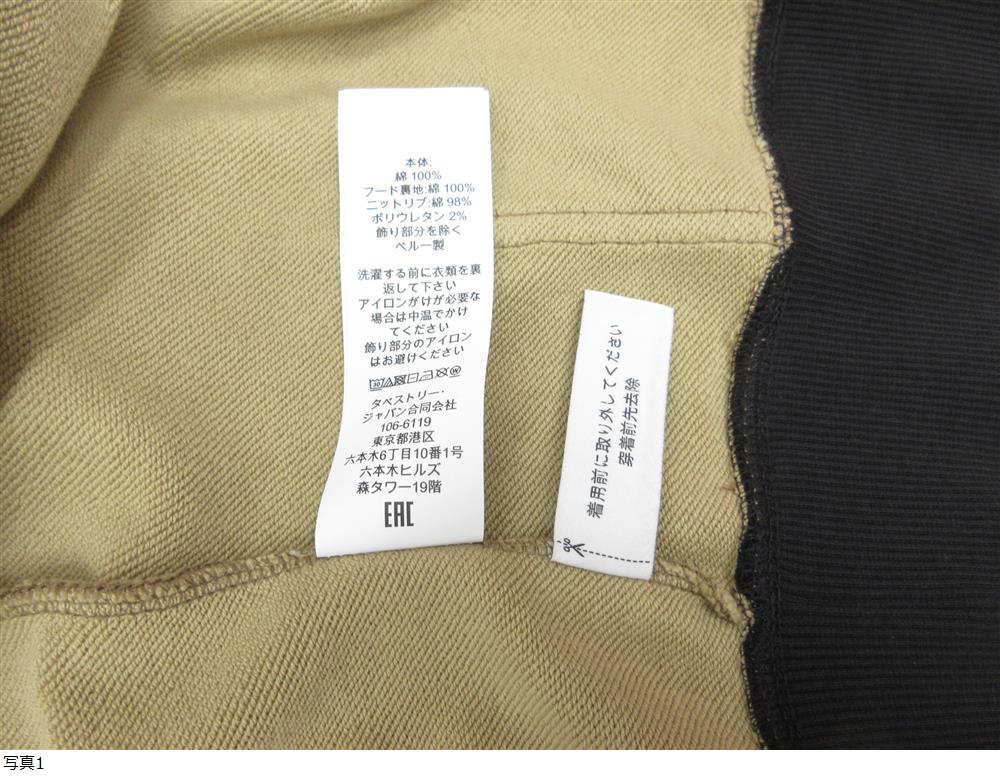 本体:
綿 100%
フード裏地:綿 100%
ニットリブ:綿 98%
ポリウレタン 2%
飾り部分を除く
ペルー製
洗濯する前に衣類を裏
返して下さい
アイロンがけが必要な
場合は中温でかけ
てください
飾り部分のアイロン
はお避けください
タペストリー・
ジャパン合同会社
106-6119
東京都港区
六本木6丁目10番1号
六本木ヒルズ
森タワー19階
EAC
着用前に取り外してください
穿着前先去除
写真1